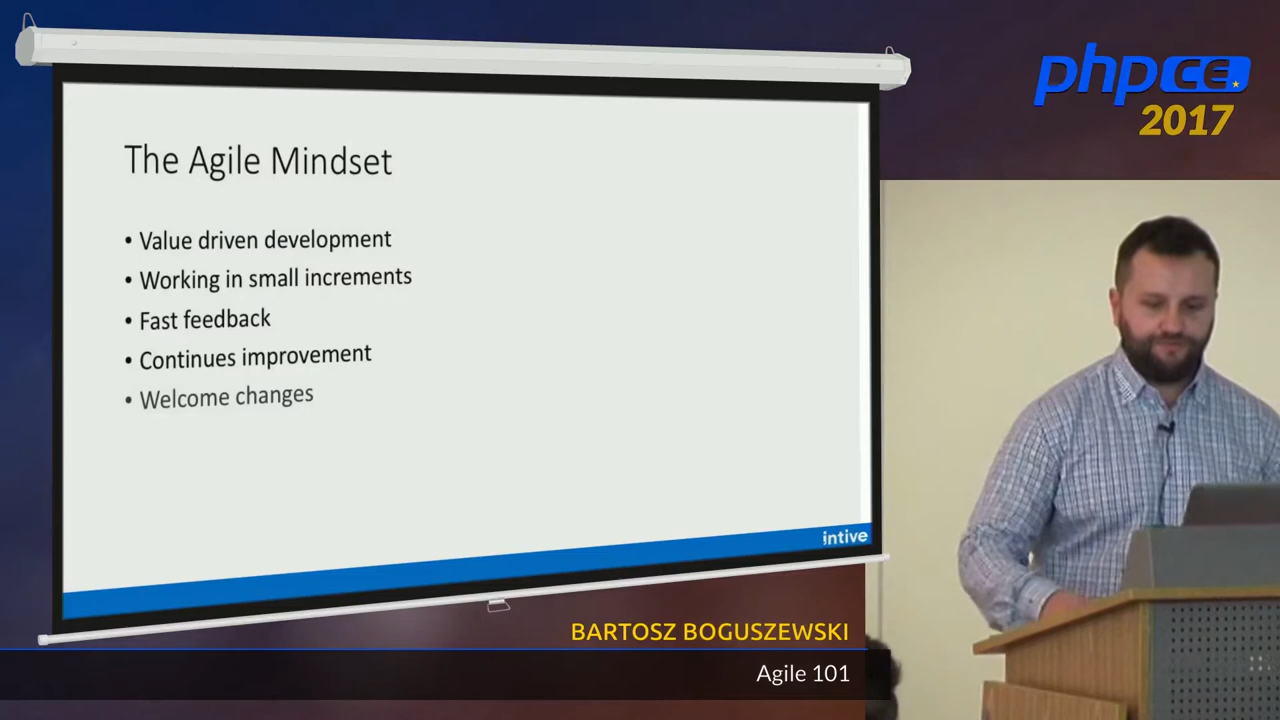 The Agile Mindset
• Value driven development
• Working in small increments
• Fast feedback
• Continues improvement
• Welcome changes
intive
phpCE
2017
BARTOSZ BOGUSZEWSKI
Agile 101